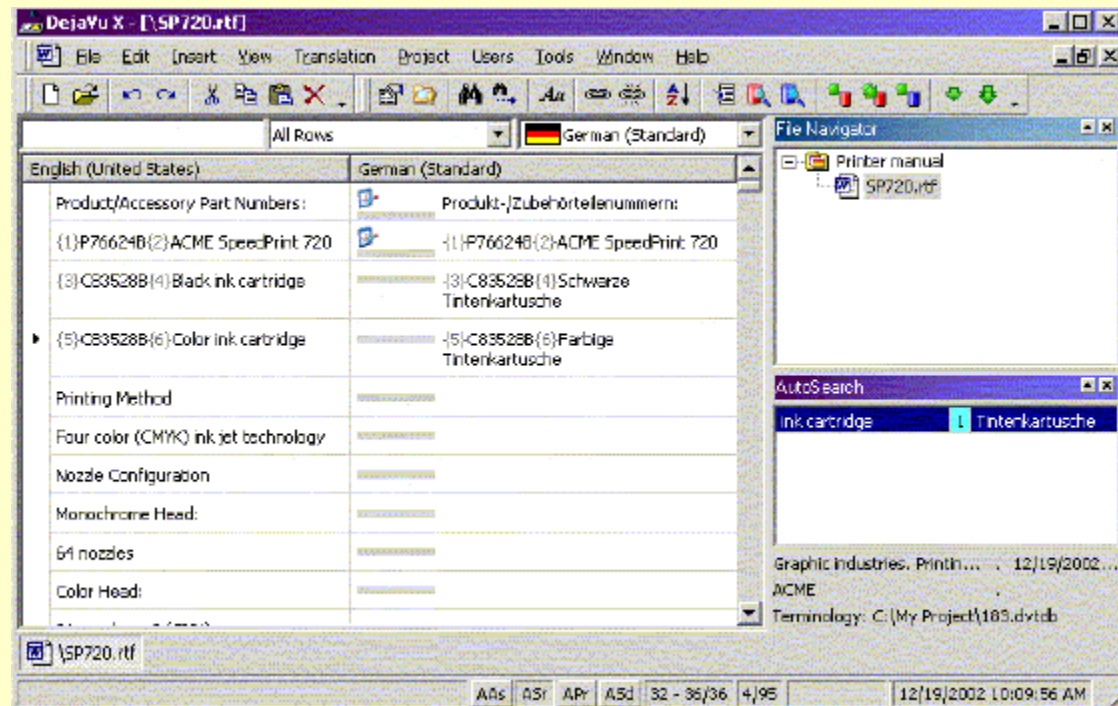 DejaVu X - [\SP720.rtf]
File Edit Insert View Translation Project Users Tools Window Help
All Rows German (Standard)
English (United States) German (Standard)
Product/Accessory Part Numbers: Produkt-/Zubehörteilenummern:
{1}P76624B{2}ACME SpeedPrint 720 {1}P76624B{2}ACME SpeedPrint 720
{3}C83528B{4}Black ink cartridge {3}C83528B{4}Schwarze
Tintenkartusche
{5}C83528B{6}Color ink cartridge {5}C83528B{6}Farbige
Tintenkartusche
Printing Method
Four color (CMYK) ink jet technology
Nozzle Configuration
Monochrome Head:
64 nozzles
Color Head:
File Navigator
Printer manual
SP720.rtf
AutoSearch
ink cartridge 1 Tintenkartusche
Graphic industries. Printin... . 12/19/2002...
ACME .
Terminology: C:\My Project\183.dvtdb
\SP720.rtf
AAs ASr APr ASd 32 - 36/36 4/95 12/19/2002 10:09:56 AM